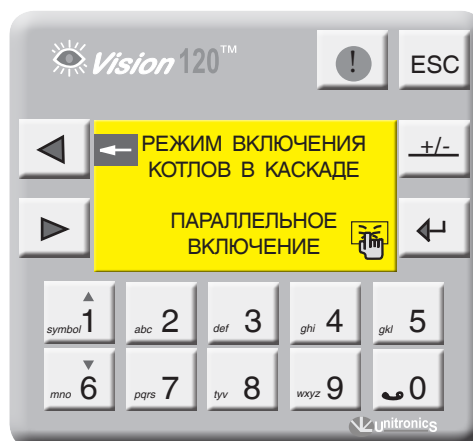 Vision 120™
! ESC
РЕЖИМ ВКЛЮЧЕНИЯ
КОТЛОВ В КАСКАДЕ
+/-
ПАРАЛЛЕЛЬНОЕ
ВКЛЮЧЕНИЕ
symbol 1 abc 2 def 3 ghi 4 gkl 5
mno 6 pqrs 7 tyv 8 wxyz 9 0
unitronics